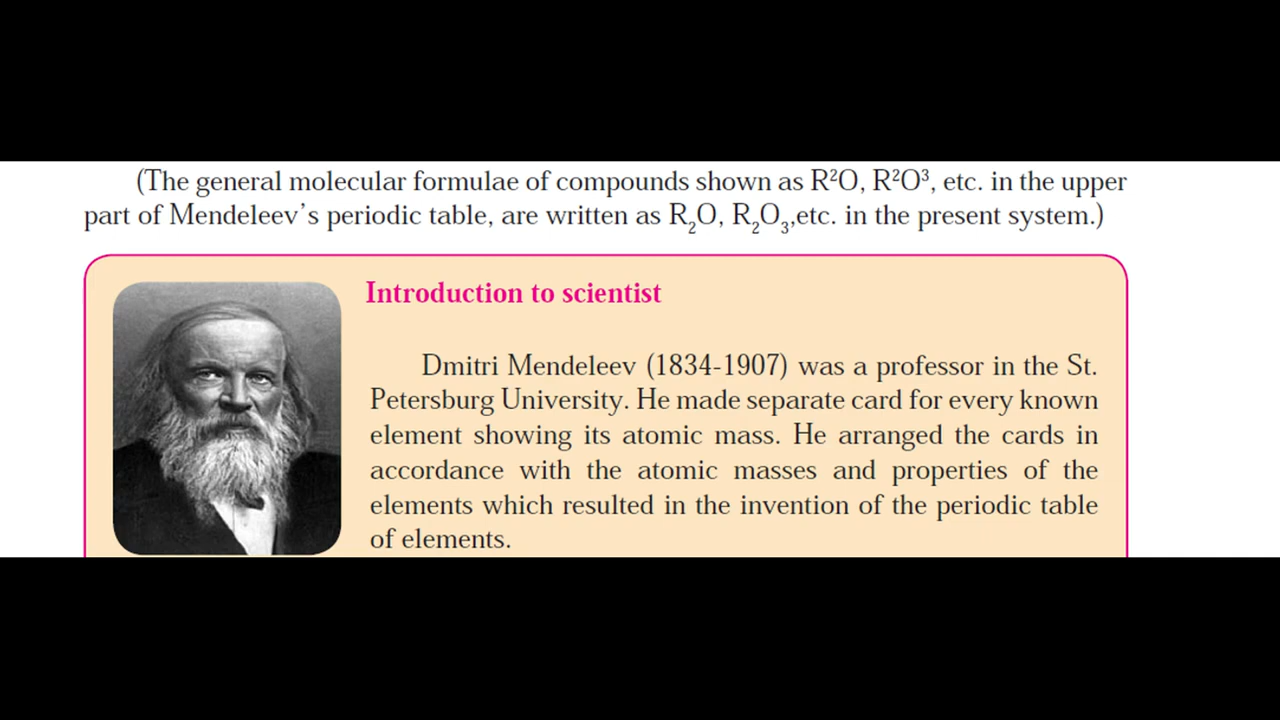 (The general molecular formulae of compounds shown as R²O, R²O³, etc. in the upper
part of Mendeleev’s periodic table, are written as R₂O, R₂O₃,etc. in the present system.)
Introduction to scientist
Dmitri Mendeleev (1834-1907) was a professor in the St.
Petersburg University. He made separate card for every known
element showing its atomic mass. He arranged the cards in
accordance with the atomic masses and properties of the
elements which resulted in the invention of the periodic table
of elements.